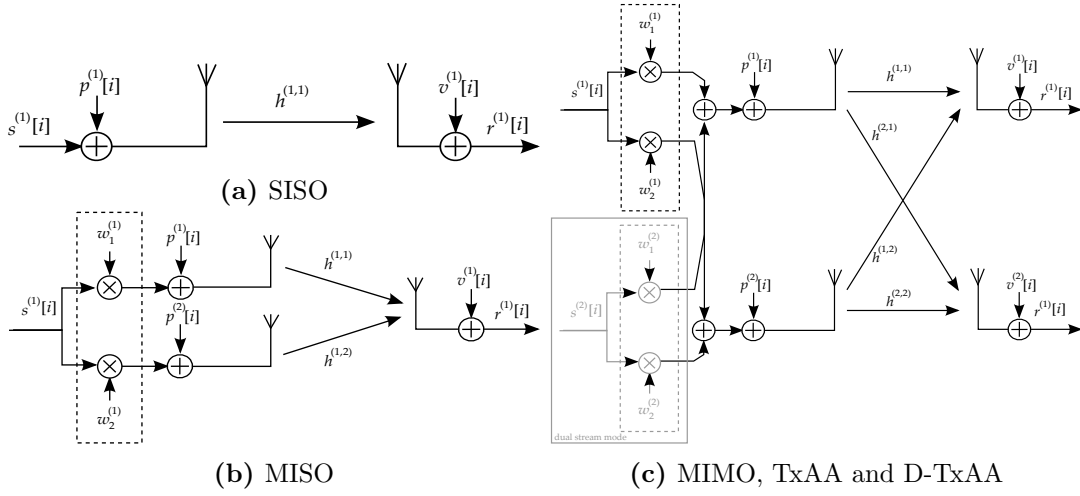 p^(1)[i]
s^(1)[i]
h^(1,1)
v^(1)[i]
r^(1)[i]
(a) SISO
w_1^(1)
p^(1)[i]
s^(1)[i]
p^(2)[i]
w_2^(1)
h^(1,1)
h^(1,2)
v^(1)[i]
r^(1)[i]
(b) MISO
w_1^(1)
s^(1)[i]
w_2^(1)
p^(1)[i]
h^(1,1)
h^(2,1)
v^(1)[i]
r^(1)[i]
w_1^(2)
s^(2)[i]
w_2^(2)
dual stream mode
p^(2)[i]
h^(1,2)
h^(2,2)
v^(2)[i]
r^(1)[i]
(c) MIMO, TxAA and D-TxAA